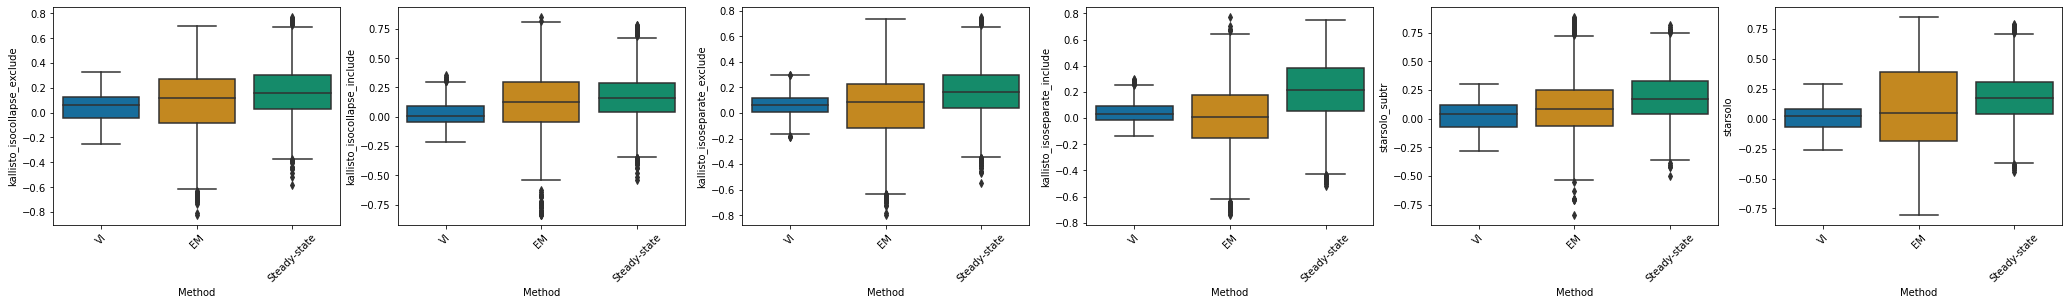 kallisto_isocollapse_exclude
0.8
0.6
0.4
0.2
0.0
−0.2
−0.4
−0.6
−0.8
VI
EM
Steady-state
Method
kallisto_isocollapse_include
0.75
0.50
0.25
0.00
−0.25
−0.50
−0.75
VI
EM
Steady-state
Method
kallisto_isoseparate_exclude
0.8
0.6
0.4
0.2
0.0
−0.2
−0.4
−0.6
−0.8
VI
EM
Steady-state
Method
kallisto_isoseparate_include
0.8
0.6
0.4
0.2
0.0
−0.2
−0.4
−0.6
−0.8
VI
EM
Steady-state
Method
starsolo_subtr
0.75
0.50
0.25
0.00
−0.25
−0.50
−0.75
VI
EM
Steady-state
Method
starsolo
0.75
0.50
0.25
0.00
−0.25
−0.50
−0.75
VI
EM
Steady-state
Method